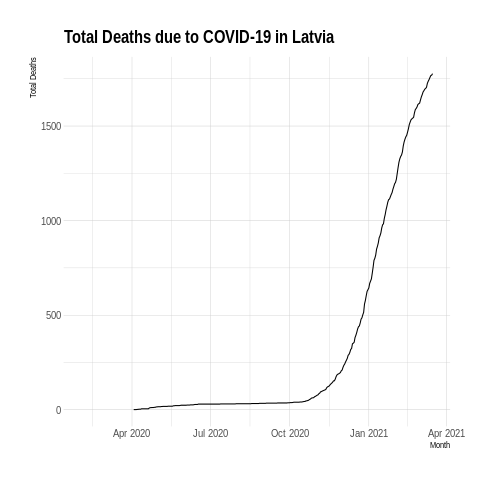 Total Deaths due to COVID-19 in Latvia
Total Deaths
1500
1000
500
0
Apr 2020 Jul 2020 Oct 2020 Jan 2021 Apr 2021
Month